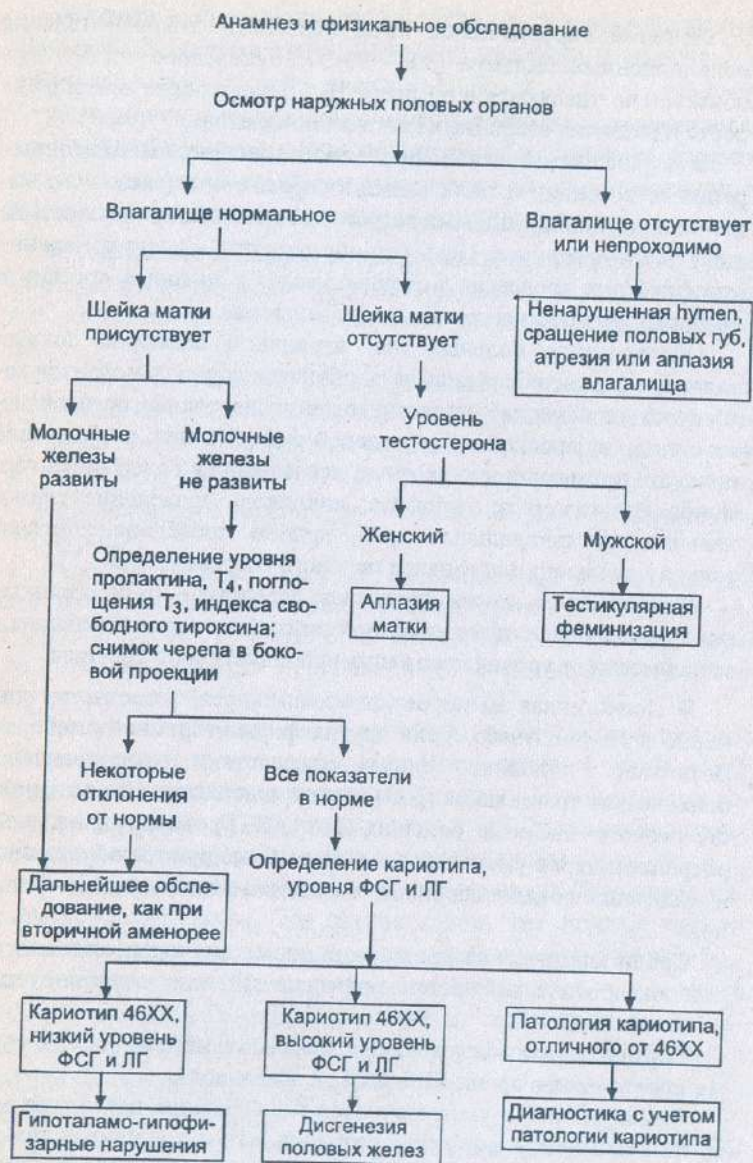 Анамнез и физикальное обследование
Осмотр наружных половых органов
Влагалище нормальное
Влагалище отсутствует
или непроходимо
Шейка матки
присутствует
Шейка матки
отсутствует
Ненарушенная hymen,
сращение половых губ,
атрезия или аплазия
влагалища
Молочные
железы
развиты
Молочные
железы
не развиты
Уровень
тестостерона
Женский
Мужской
Определение уровня
пролактина, Т4, погло-
щения Т3, индекса сво-
бодного тироксина;
снимок черепа в боко-
вой проекции
Аплазия
матки
Тестикулярная
феминизация
Некоторые
отклонения
от нормы
Все показатели
в норме
Дальнейшее обсле-
дование, как при
вторичной аменорее
Определение кариотипа,
уровня ФСГ и ЛГ
Кариотип 46XX,
низкий уровень
ФСГ и ЛГ
Кариотип 46XX,
высокий уровень
ФСГ и ЛГ
Патология кариотипа,
отличного от 46XX
Гипоталамо-гипофи-
зарные нарушения
Дисгенезия
половых желез
Диагностика с учетом
патологии кариотипа